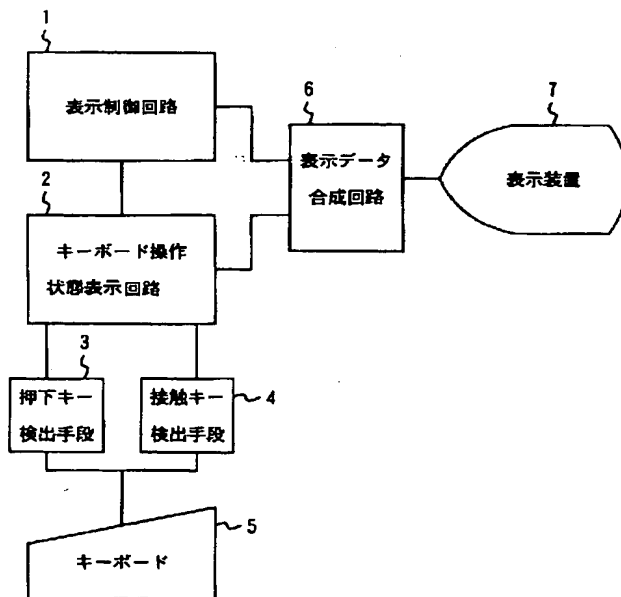 1
表示制御回路
6
表示データ
合成回路
7
表示装置
2
キーボード操作
状態表示回路
3
押下キー
検出手段
接触キー
検出手段
4
キーボード
5